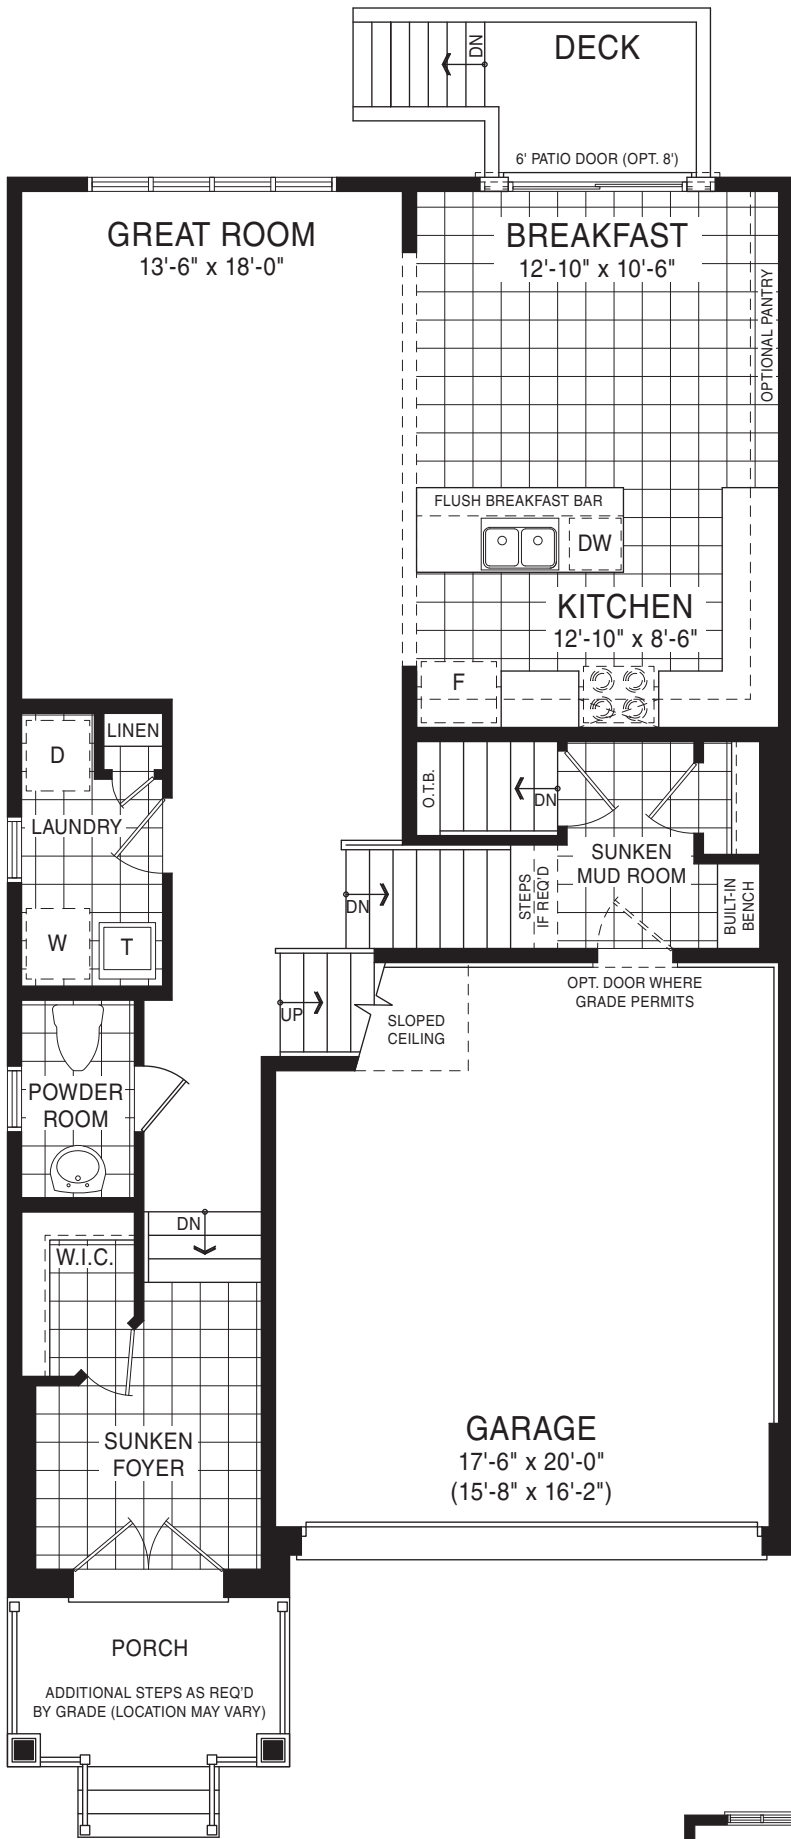 DN
DECK
6' PATIO DOOR (OPT. 8')
GREAT ROOM
13'-6" x 18'-0"
BREAKFAST
12'-10" x 10'-6"
OPTIONAL PANTRY
FLUSH BREAKFAST BAR
DW
KITCHEN
12'-10" x 8'-6"
F
LINEN
D
LAUNDRY
W
T
O.T.B.
DN
SUNKEN
MUD ROOM
STEPS
IF REQ'D
BUILT-IN
BENCH
DN
UP
SLOPED
CEILING
OPT. DOOR WHERE
GRADE PERMITS
POWDER
ROOM
DN
W.I.C.
SUNKEN
FOYER
GARAGE
17'-6" x 20'-0"
(15'-8" x 16'-2")
PORCH
ADDITIONAL STEPS AS REQ'D
BY GRADE (LOCATION MAY VARY)